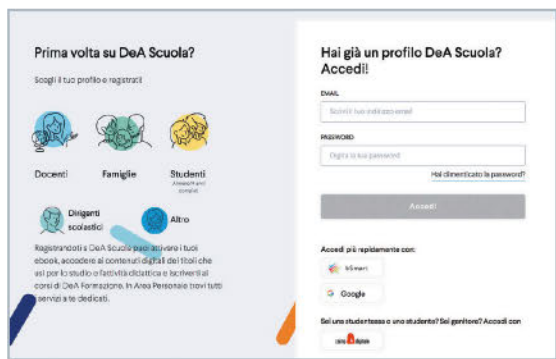 Prima volta su DeA Scuola?
Scegli il tuo profilo e registrati!
Docenti
Famiglie
Studenti
Dirigenti
scolastici
Altro
Registrandoti a DeA Scuola puoi attivere i tuoi
ebook, accedere ai contenuti digitali dei titoli che
usi per lo studio e l'attività didattica e iscriverti ai
corsi di DeA Formazione. In Area Personale trovi tutti
i servizi a te dedicati.
Hai già un profilo DeA Scuola?
Accedi!
EMAIL
Scrivi il tuo indirizzo email
PASSWORD
Digita la tua password
Hai dimenticato la password?
Accedi
Accedi più rapidamente con:
bSmart
Google
Sei una studentessa o uno studente? Sei genitore? Accedi con